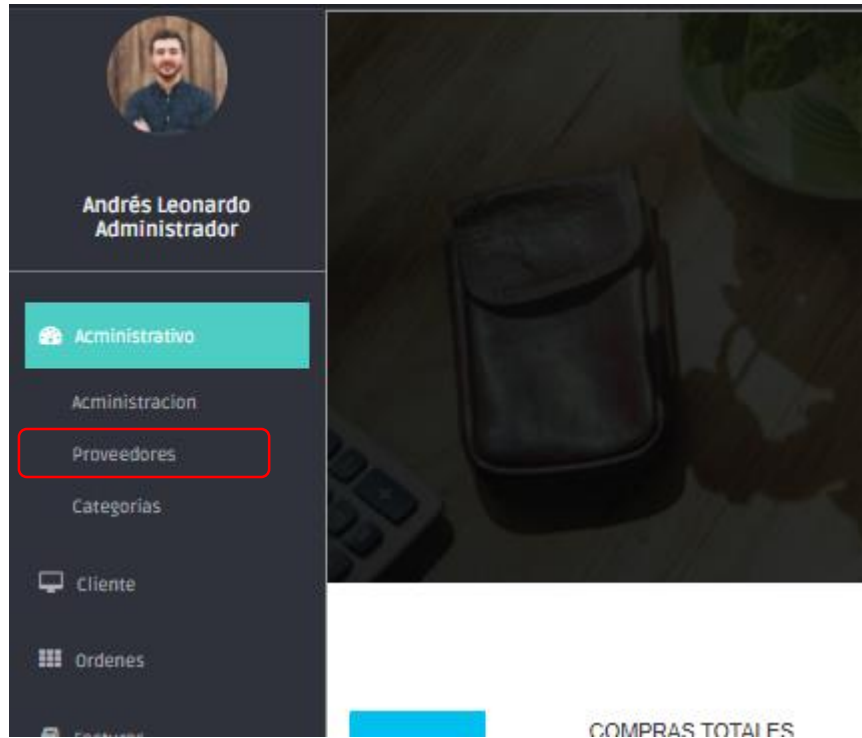 Andrés Leonardo
Administrador
Acministrativo
Acministracion
Proveedores
Categorias
Cliente
Ordenes
COMPRAS TOTALES